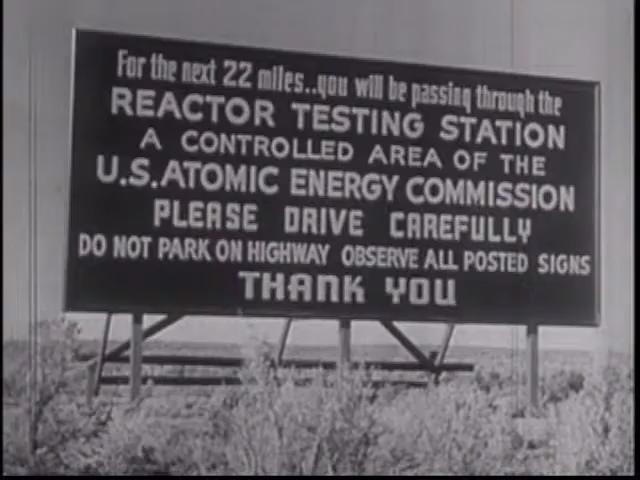 For the next 22 miles..you will be passing through the
REACTOR TESTING STATION
A CONTROLLED AREA OF THE
U.S. ATOMIC ENERGY COMMISSION
PLEASE DRIVE CAREFULLY
DO NOT PARK ON HIGHWAY OBSERVE ALL POSTED SIGNS
THANK YOU